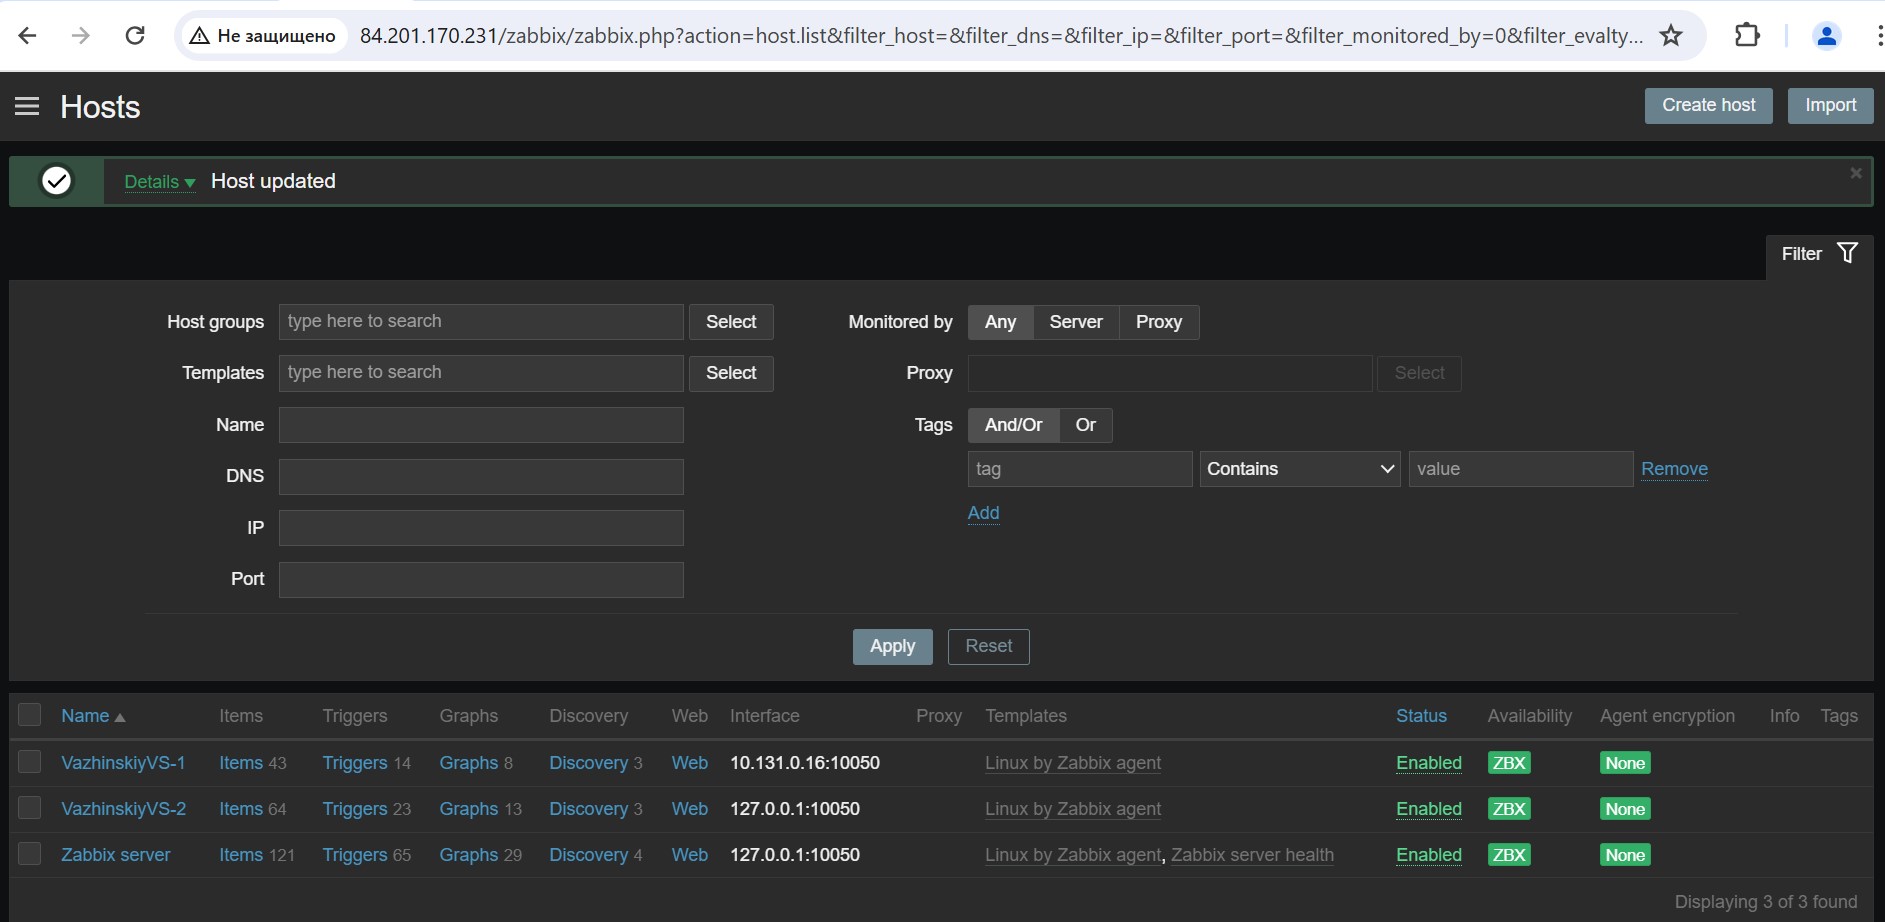 Не защищено 84.201.170.231/zabbix/zabbix.php?action=host.list&filter_host=&filter_dns=&filter_ip=&filter_port=&filter_monitored_by=0&filter_evalty...
Hosts Create host Import
Details Host updated
Filter
Host groups type here to search Select Monitored by Any Server Proxy
Templates type here to search Select Proxy Select
Name Tags And/Or Or
tag Contains value Remove
DNS
Add
IP
Port
Apply Reset
Name Items Triggers Graphs Discovery Web Interface Proxy Templates Status Availability Agent encryption Info Tags
VazhinskiyVS-1 Items 43 Triggers 14 Graphs 8 Discovery 3 Web 10.131.0.16:10050 Linux by Zabbix agent Enabled ZBX None
VazhinskiyVS-2 Items 64 Triggers 23 Graphs 13 Discovery 3 Web 127.0.0.1:10050 Linux by Zabbix agent Enabled ZBX None
Zabbix server Items 121 Triggers 65 Graphs 29 Discovery 4 Web 127.0.0.1:10050 Linux by Zabbix agent, Zabbix server health Enabled ZBX None
Displaying 3 of 3 found